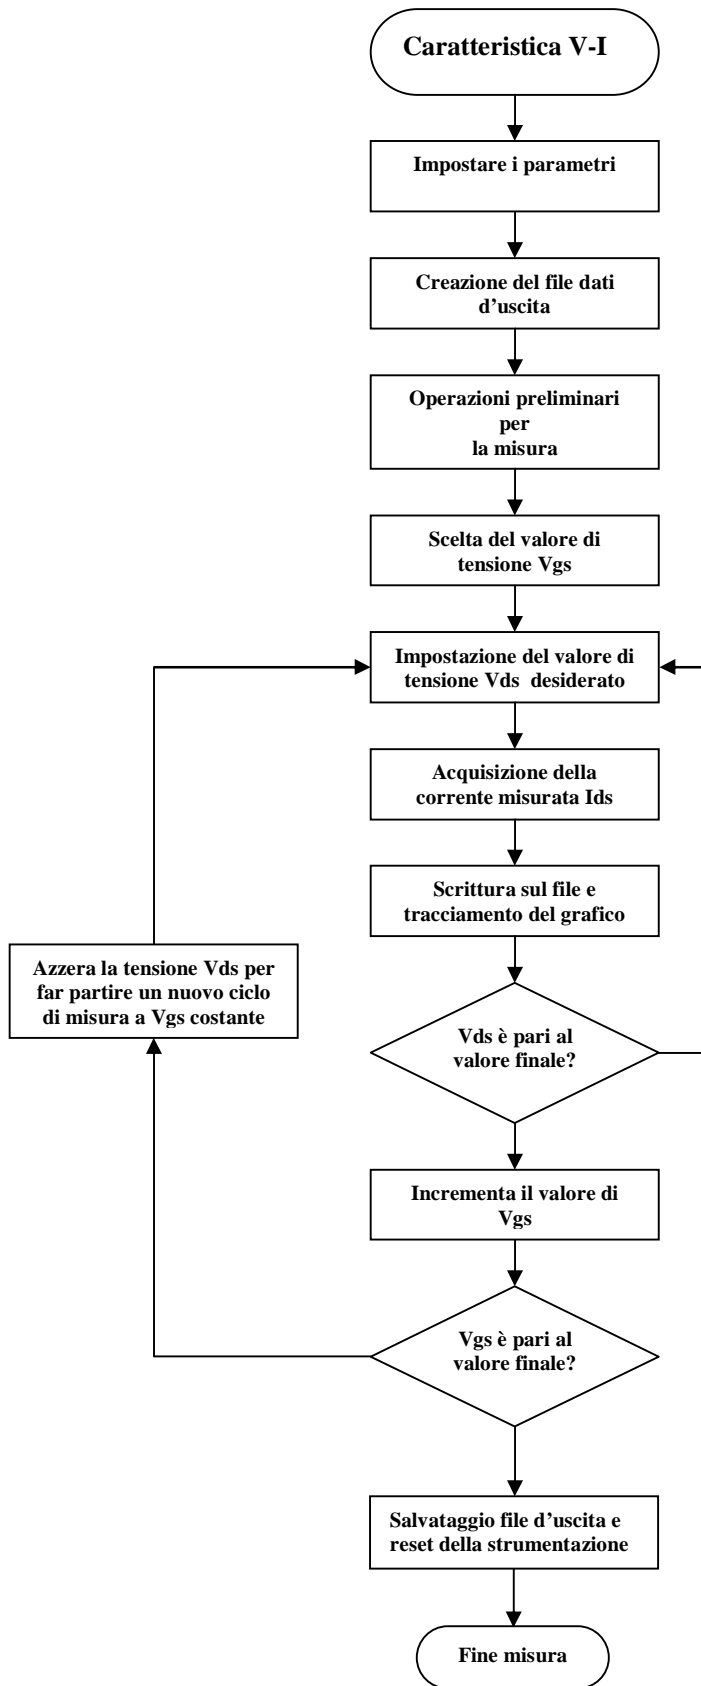 Caratteristica V-I
Impostare i parametri
Creazione del file dati
d’uscita
Operazioni preliminari
per
la misura
Scelta del valore di
tensione Vgs
Impostazione del valore di
tensione Vds desiderato
Acquisizione della
corrente misurata Ids
Scrittura sul file e
tracciamento del grafico
Azzera la tensione Vds per
far partire un nuovo ciclo
di misura a Vgs costante
Vds è pari al
valore finale?
Incrementa il valore di
Vgs
Vgs è pari al
valore finale?
Salvataggio file d’uscita e
reset della strumentazione
Fine misura